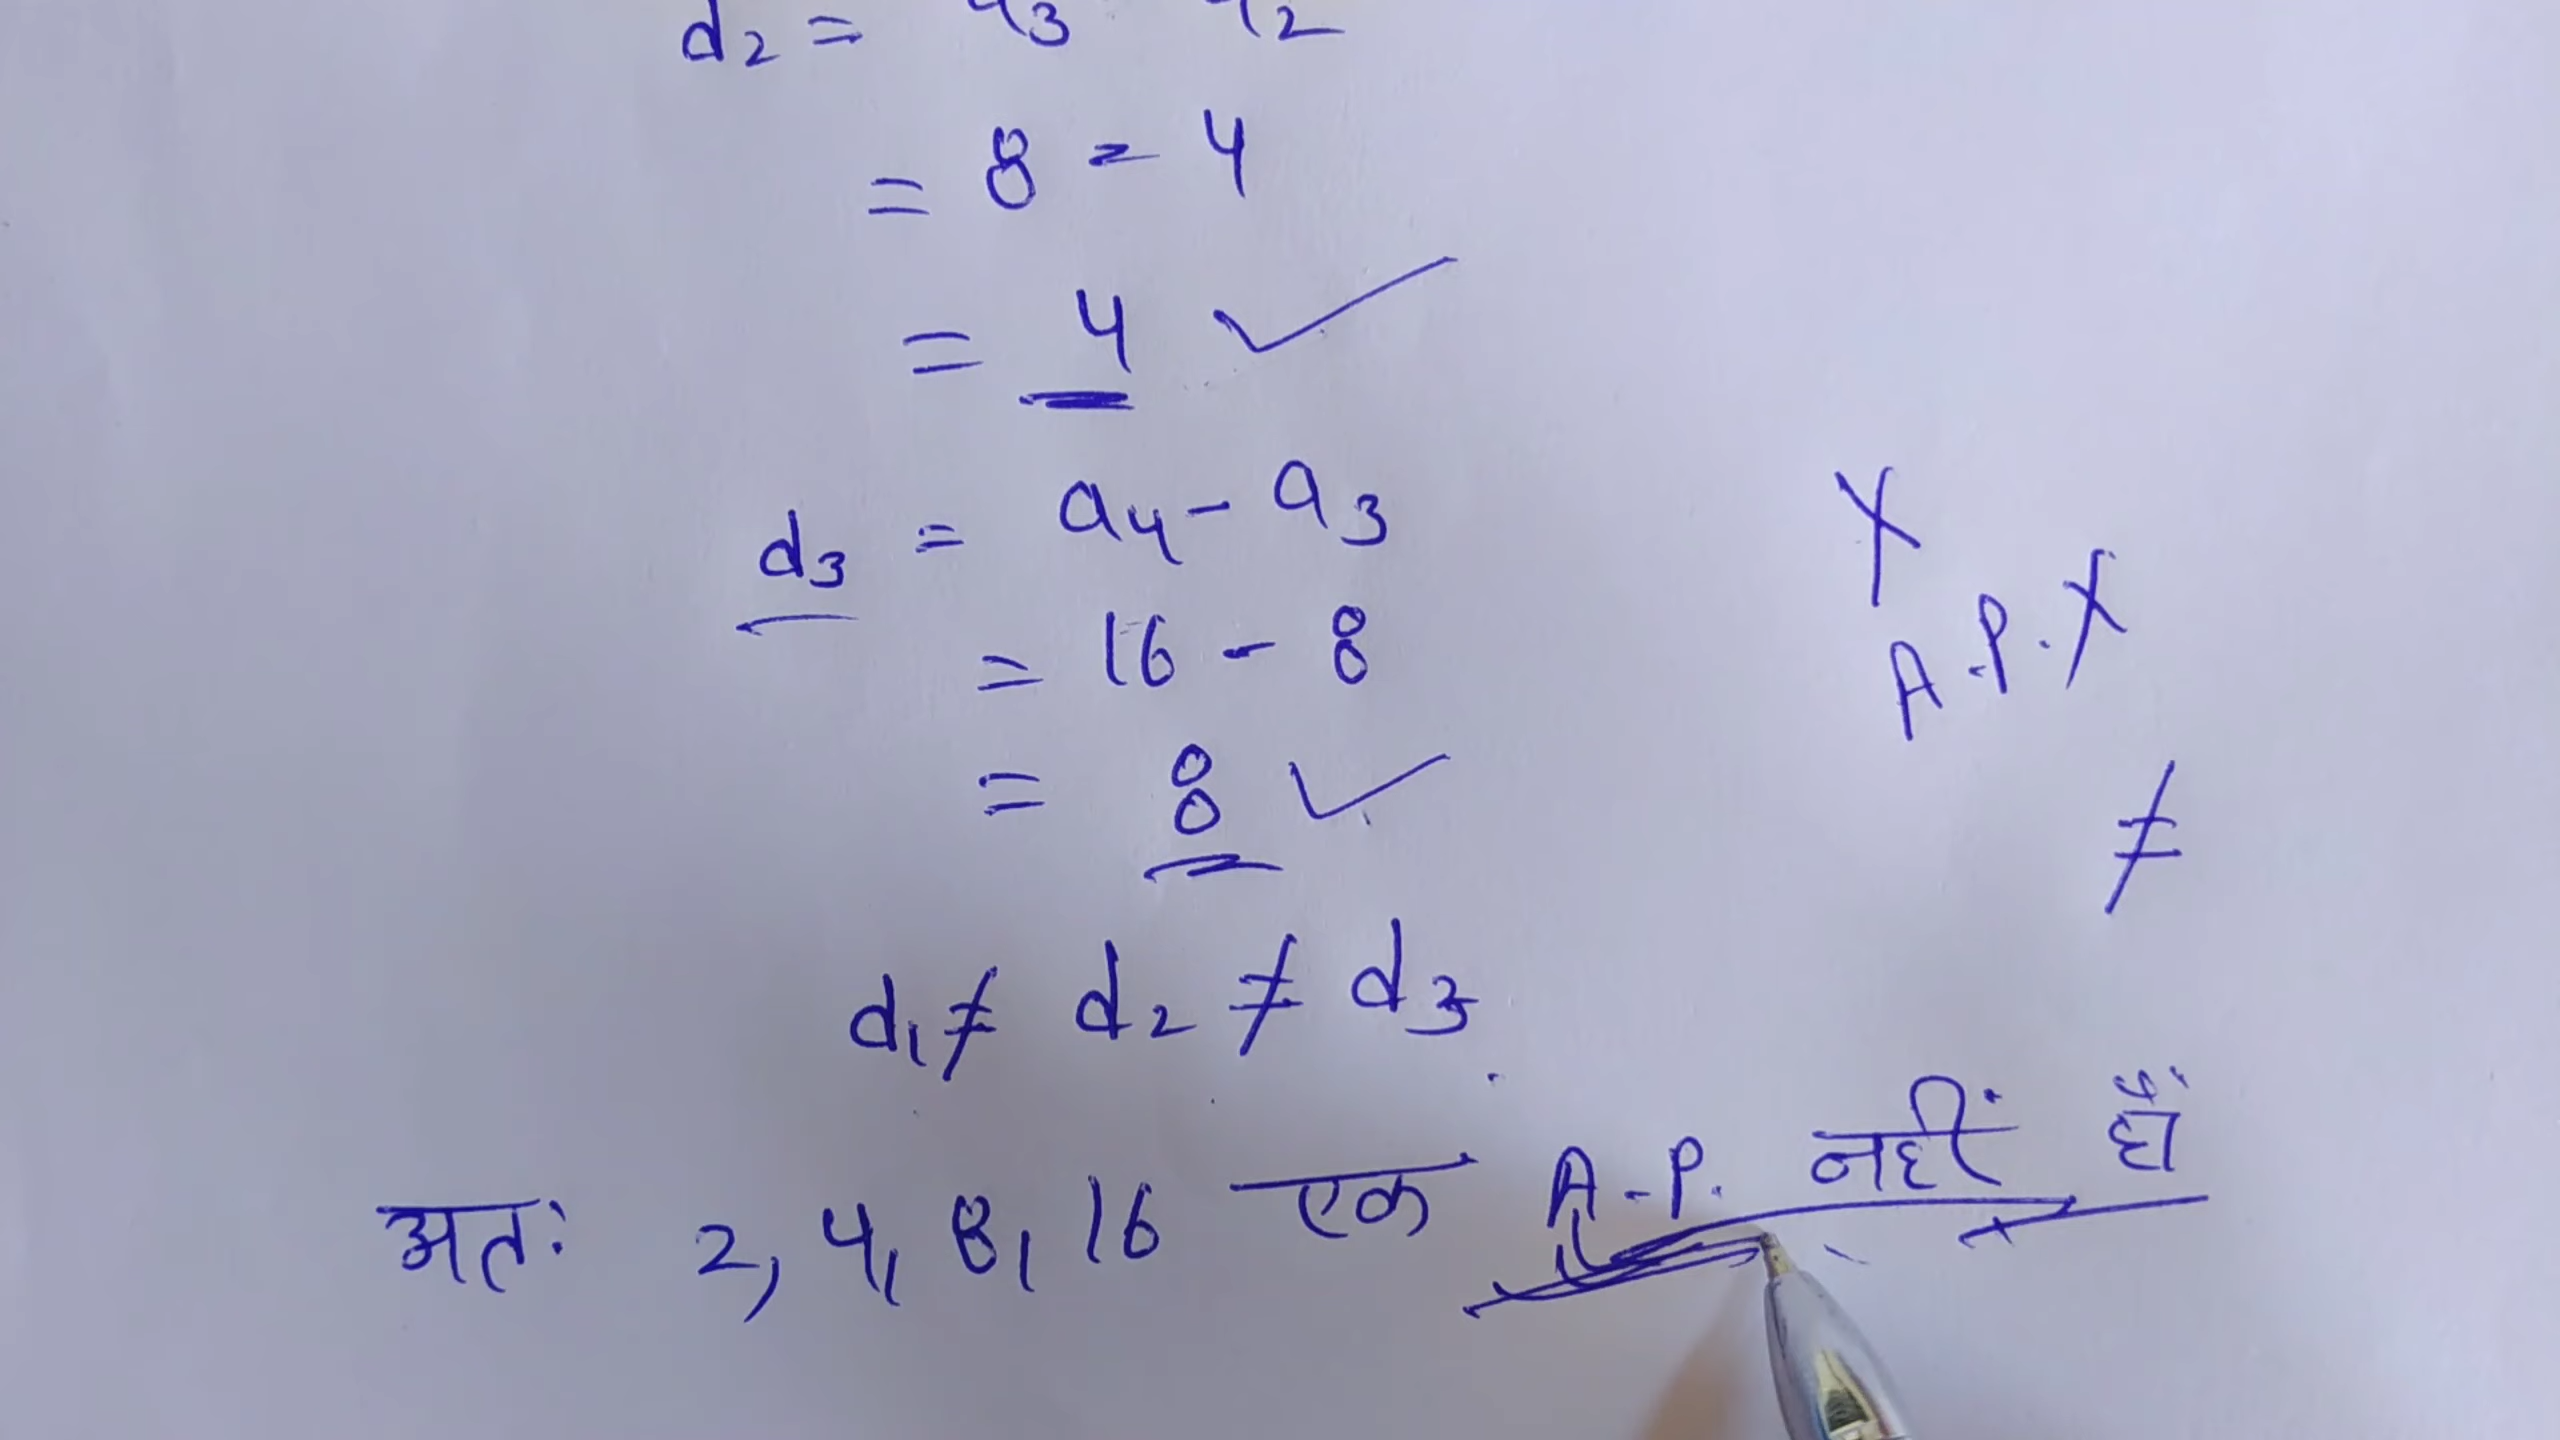 d2 = a3 - a2
= 8 - 4
= 4 ✓
d3 = a4 - a3
= 16 - 8
= 8 ✓
X
A.P. X
≠
d1 ≠ d2 ≠ d3
अतः 2, 4, 8, 16 एक A.P. नहीं हैं